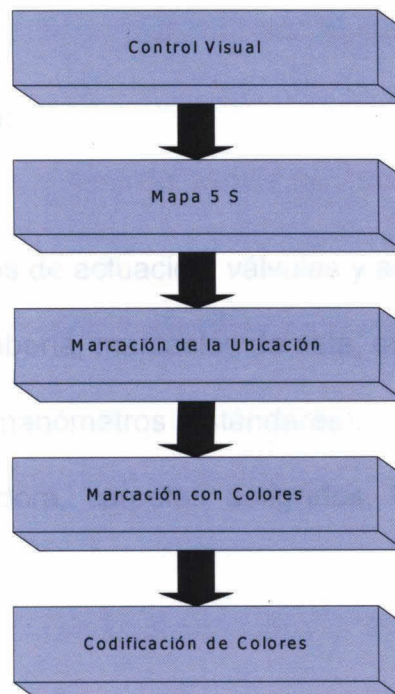 Control Visual
Mapa 5 S
Marcación de la Ubicación
Marcación con Colores
Codificación de Colores